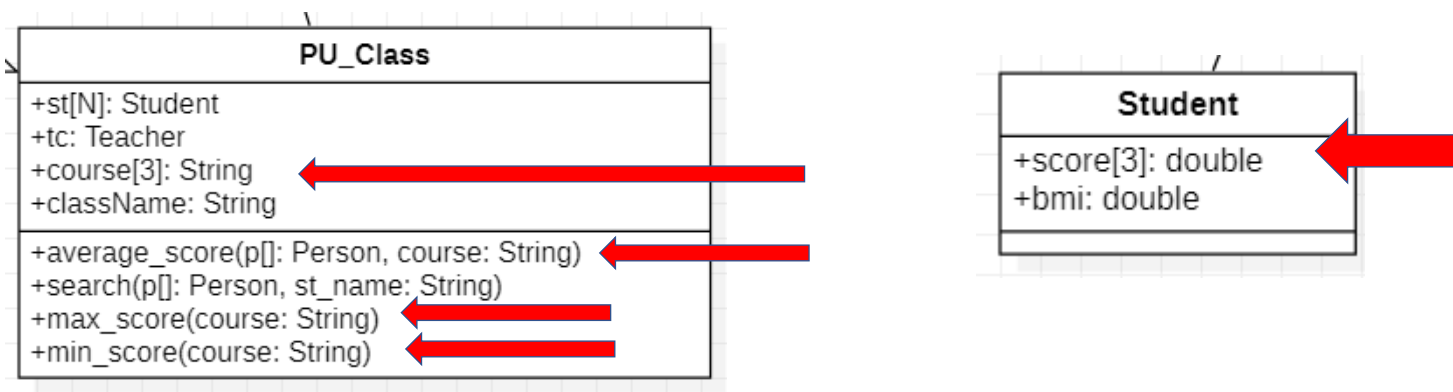 PU_Class
+st[N]: Student
+tc: Teacher
+course[3]: String
+className: String
+average_score(p[]: Person, course: String)
+search(p[]: Person, st_name: String)
+max_score(course: String)
+min_score(course: String)
Student
+score[3]: double
+bmi: double